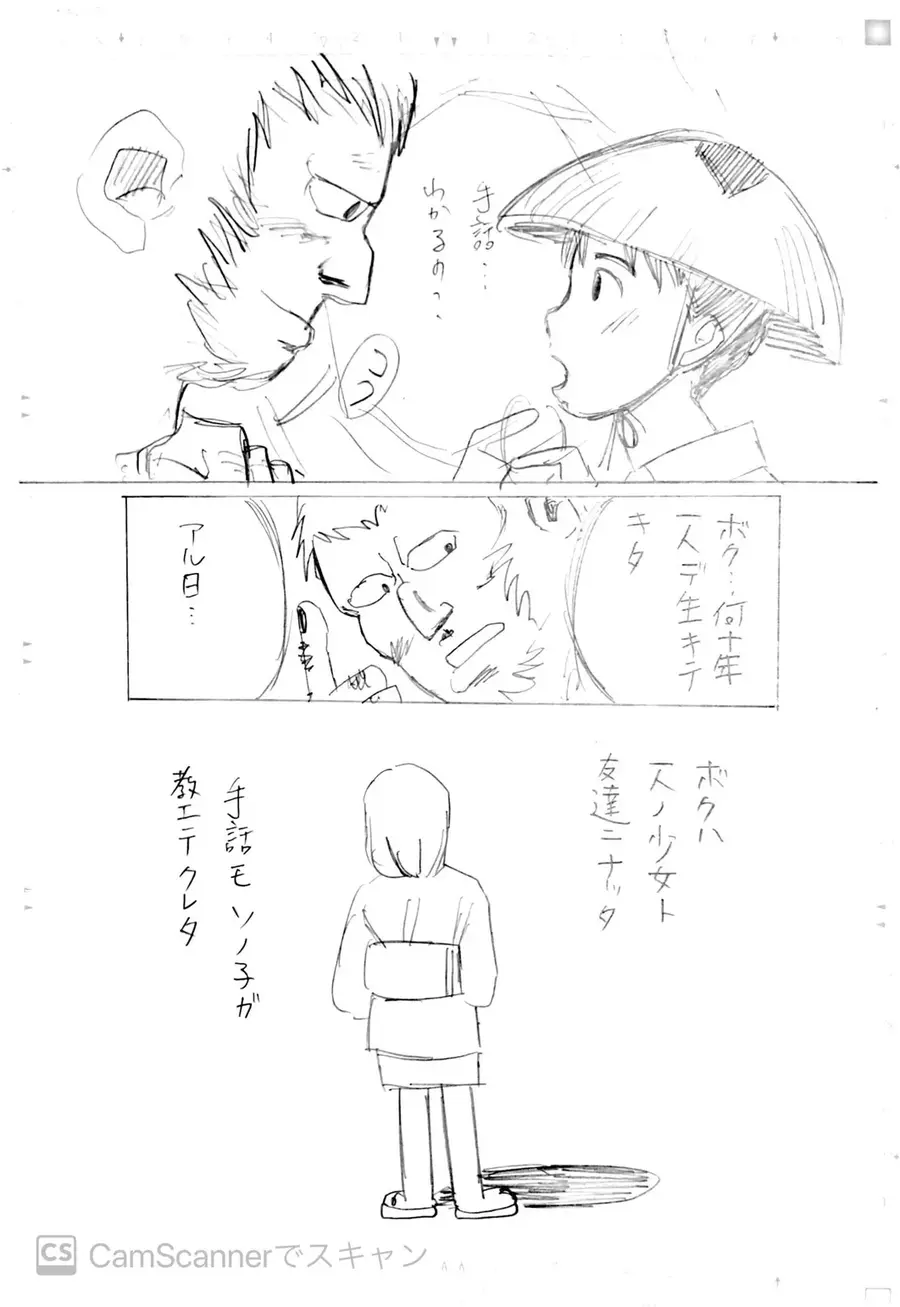 手話…
わかるの?
コク
ボク…何十年
一人デ生キテ
キタ
アル日…
ボクハ
一人ノ少女ト
友達ニナッタ
手話モソノ子ガ
教エテクレタ
CS CamScannerでスキャン